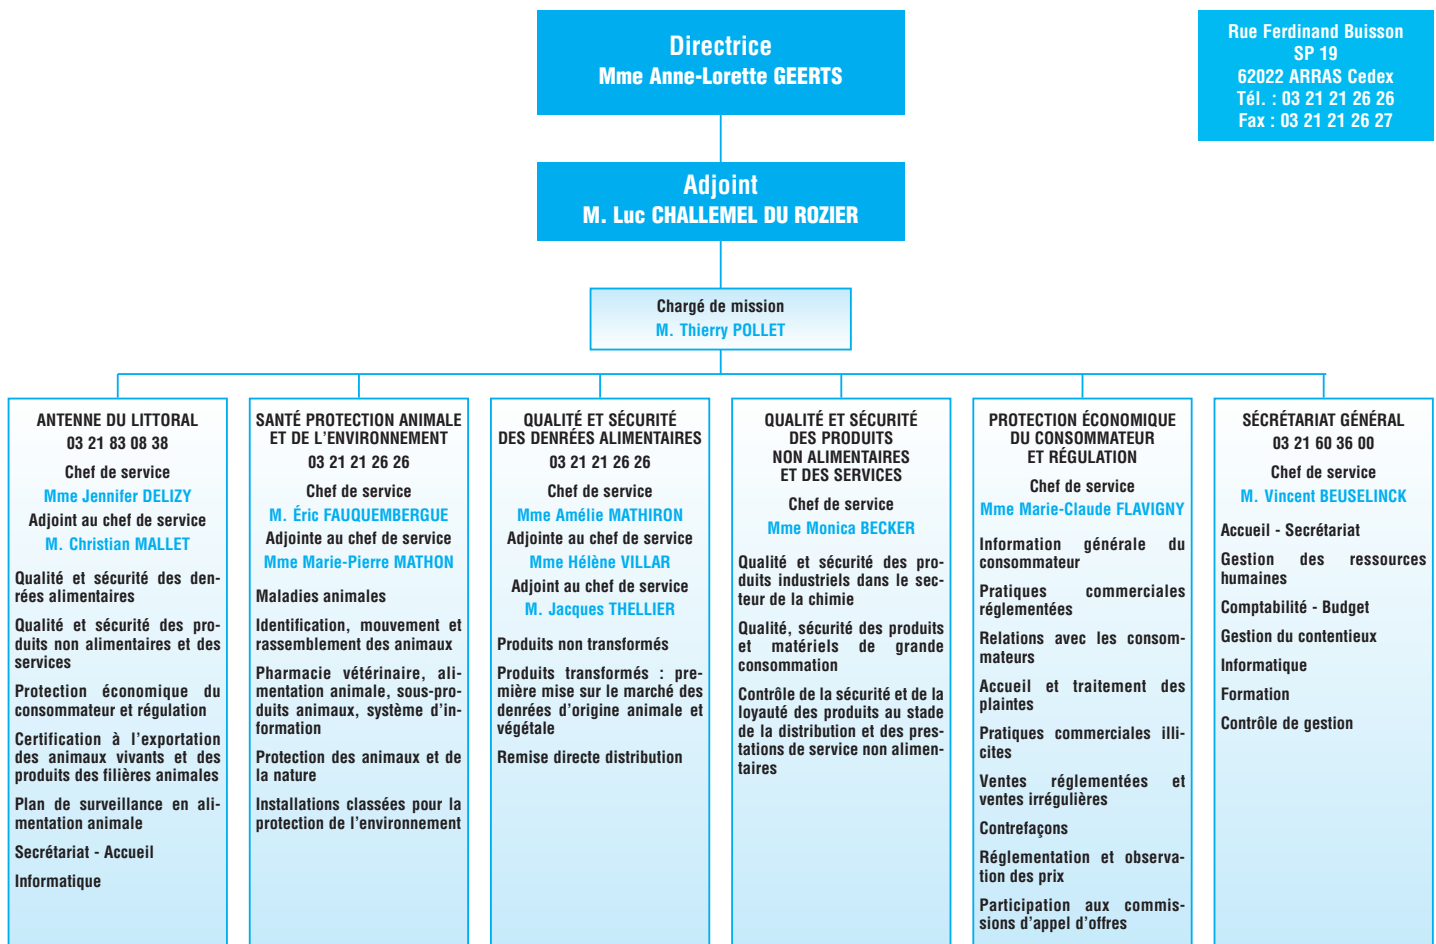 Directrice
Mme Anne-Lorette GEERTS
Rue Ferdinand Buisson
SP 19
62022 ARRAS Cedex
Tél. : 03 21 21 26 26
Fax : 03 21 21 26 27
Adjoint
M. Luc CHALLEMEL DU ROZIER
Chargé de mission
M. Thierry POLLET
ANTENNE DU LITTORAL
03 21 83 08 38
Chef de service
Mme Jennifer DELIZY
Adjoint au chef de service
M. Christian MALLET
Qualité et sécurité des den-
rées alimentaires
Qualité et sécurité des pro-
duits non alimentaires et des
services
Protection économique du
consommateur et régulation
Certification à l'exportation
des animaux vivants et des
produits des filières animales
Plan de surveillance en ali-
mentation animale
Secrétariat - Accueil
Informatique
SANTÉ PROTECTION ANIMALE
ET DE L'ENVIRONNEMENT
03 21 21 26 26
Chef de service
M. Éric FAUQUEMBERGUE
Adjointe au chef de service
Mme Marie-Pierre MATHON
Maladies animales
Identification, mouvement et
rassemblement des animaux
Pharmacie vétérinaire, ali-
mentation animale, sous-pro-
duits animaux, système d'in-
formation
Protection des animaux et de
la nature
Installations classées pour la
protection de l'environnement
QUALITÉ ET SÉCURITÉ
DES DENRÉES ALIMENTAIRES
03 21 21 26 26
Chef de service
Mme Amélie MATHIRON
Adjointe au chef de service
Mme Hélène VILLAR
Adjoint au chef de service
M. Jacques THELLIER
Produits non transformés
Produits transformés : pre-
mière mise sur le marché des
denrées d'origine animale et
végétale
Remise directe distribution
QUALITÉ ET SÉCURITÉ
DES PRODUITS
NON ALIMENTAIRES
ET DES SERVICES
Chef de service
Mme Monica BECKER
Qualité et sécurité des pro-
duits industriels dans le sec-
teur de la chimie
Qualité, sécurité des produits
et matériels de grande
consommation
Contrôle de la sécurité et de la
loyauté des produits au stade
de la distribution et des pres-
tations de service non alimen-
taires
PROTECTION ÉCONOMIQUE
DU CONSOMMATEUR
ET RÉGULATION
Chef de service
Mme Marie-Claude FLAVIGNY
Information générale du
consommateur
Pratiques commerciales
réglementées
Relations avec les consom-
mateurs
Accueil et traitement des
plaintes
Pratiques commerciales illi-
cites
Ventes réglementées et
ventes irrégulières
Contrefaçons
Réglementation et observa-
tion des prix
Participation aux commis-
sions d'appel d'offres
SÉCRÉTARIAT GÉNÉRAL
03 21 60 36 00
Chef de service
M. Vincent BEUSELINCK
Accueil - Secrétariat
Gestion des ressources
humaines
Comptabilité - Budget
Gestion du contentieux
Informatique
Formation
Contrôle de gestion